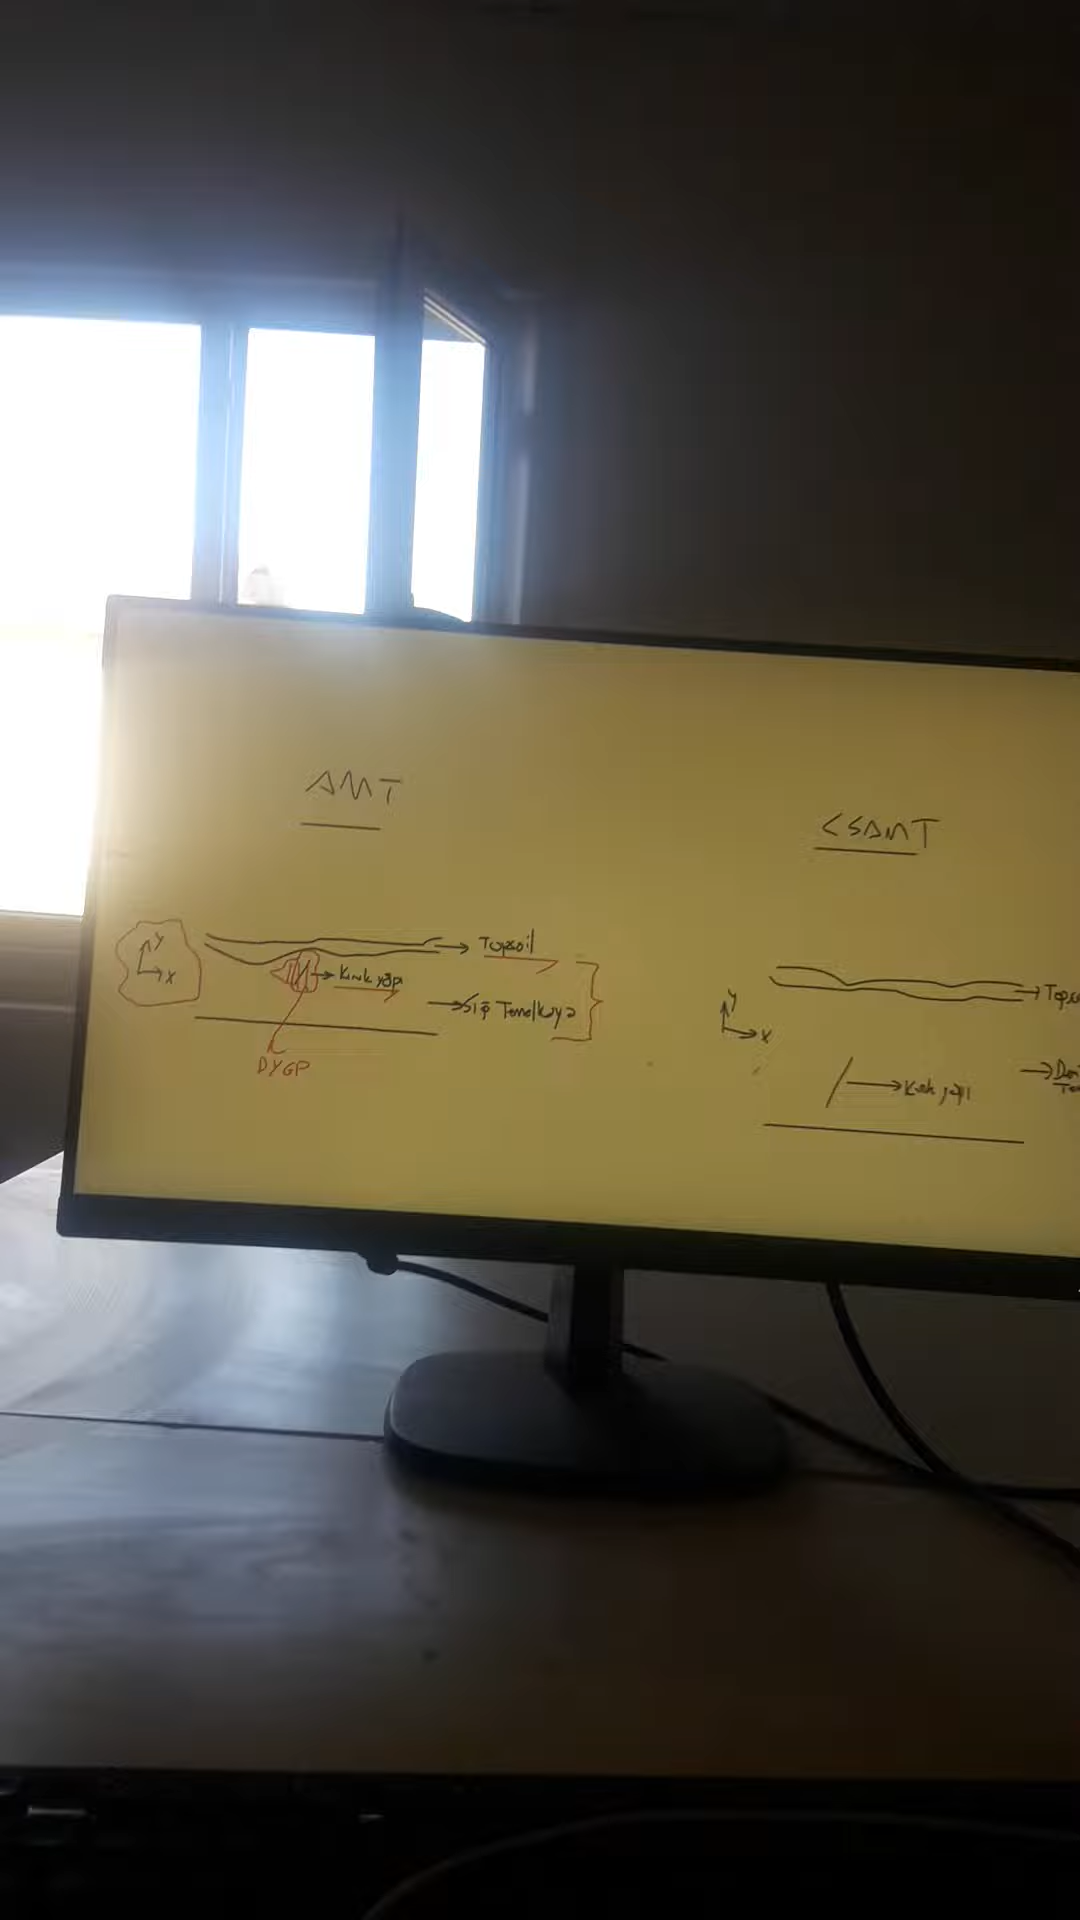 AMT
CSAMT
Y
X
Topsoil
Kırık yapı
Sığ Temelkaya
DYGP
Y
X
Kırık yapı